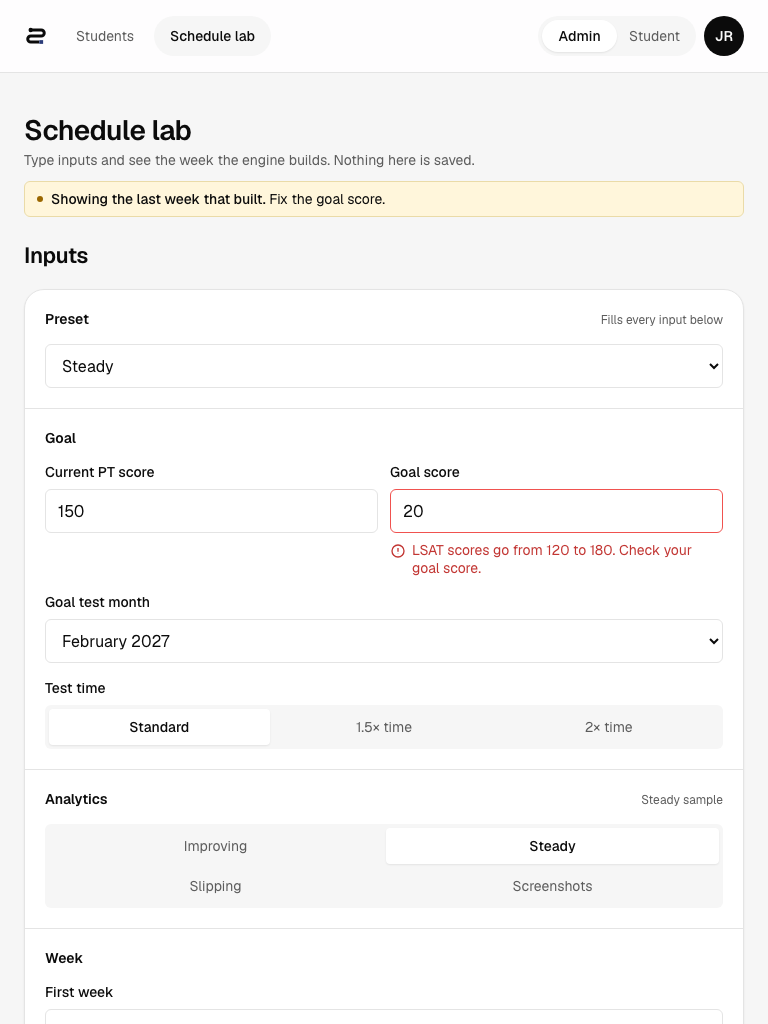 Students
Schedule lab
Admin
Student
JR
Schedule lab
Type inputs and see the week the engine builds. Nothing here is saved.
Showing the last week that built. Fix the goal score.
Inputs
Preset
Fills every input below
Steady
Goal
Current PT score
Goal score
150
20
LSAT scores go from 120 to 180. Check your
goal score.
Goal test month
February 2027
Test time
Standard
1.5× time
2× time
Analytics
Steady sample
Improving
Steady
Slipping
Screenshots
Week
First week